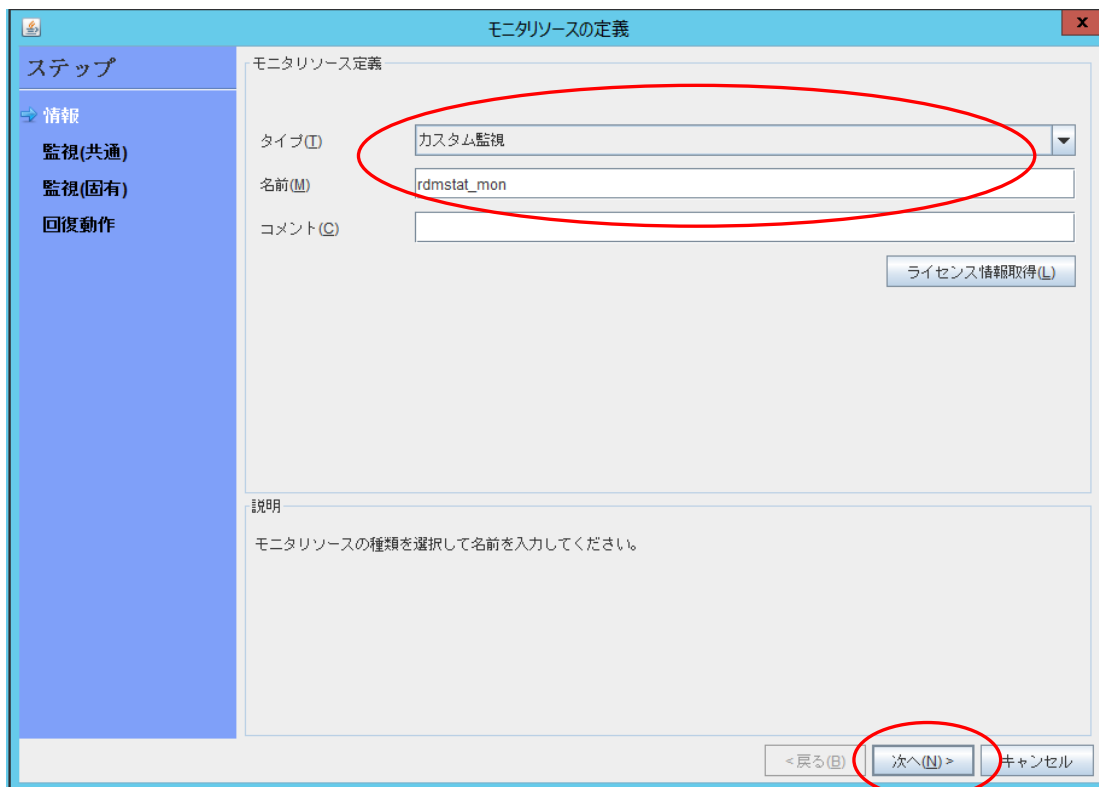 モニタリソースの定義
x
ステップ
情報
監視(共通)
監視(固有)
回復動作
モニタリソース定義
タイプ(T)
カスタム監視
名前(M)
rdmstat_mon
コメント(C)
ライセンス情報取得(L)
説明
モニタリソースの種類を選択して名前を入力してください。
<戻る(B)
次へ(N)>
キャンセル